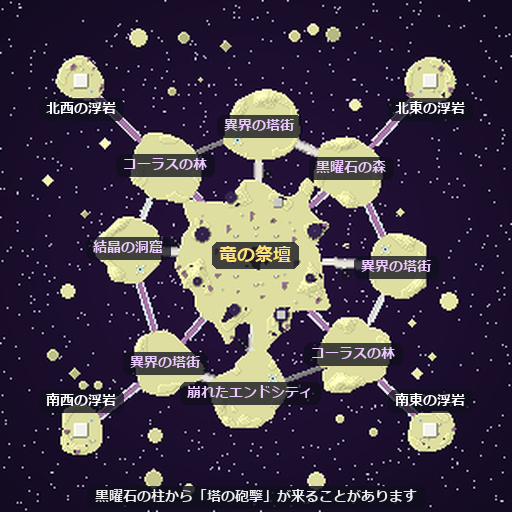 北西の浮岩
北東の浮岩
異界の塔街
コーラスの林
黒曜石の森
結晶の洞窟
竜の祭壇
異界の塔街
異界の塔街
コーラスの林
崩れたエンドシティ
南西の浮岩
南東の浮岩
黒曜石の柱から「塔の砲撃」が来ることがあります